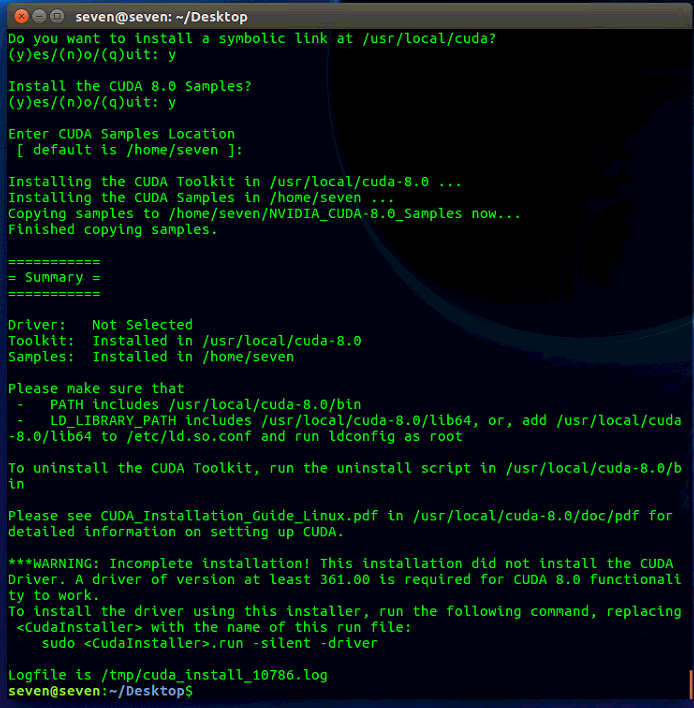 seven@seven: ~/Desktop
Do you want to install a symbolic link at /usr/local/cuda?
(y)es/(n)o/(q)uit: y
Install the CUDA 8.0 Samples?
(y)es/(n)o/(q)uit: y
Enter CUDA Samples Location
 [ default is /home/seven ]:
Installing the CUDA Toolkit in /usr/local/cuda-8.0 ...
Installing the CUDA Samples in /home/seven ...
Copying samples to /home/seven/NVIDIA_CUDA-8.0_Samples now...
Finished copying samples.
===========
= Summary =
===========
Driver:   Not Selected
Toolkit:  Installed in /usr/local/cuda-8.0
Samples:  Installed in /home/seven
Please make sure that
 -   PATH includes /usr/local/cuda-8.0/bin
 -   LD_LIBRARY_PATH includes /usr/local/cuda-8.0/lib64, or, add /usr/local/cuda
-8.0/lib64 to /etc/ld.so.conf and run ldconfig as root
To uninstall the CUDA Toolkit, run the uninstall script in /usr/local/cuda-8.0/b
in
Please see CUDA_Installation_Guide_Linux.pdf in /usr/local/cuda-8.0/doc/pdf for
detailed information on setting up CUDA.
***WARNING: Incomplete installation! This installation did not install the CUDA
Driver. A driver of version at least 361.00 is required for CUDA 8.0 functionali
ty to work.
To install the driver using this installer, run the following command, replacing
 <CudaInstaller> with the name of this run file:
    sudo <CudaInstaller>.run -silent -driver
Logfile is /tmp/cuda_install_10786.log
seven@seven:~/Desktop$